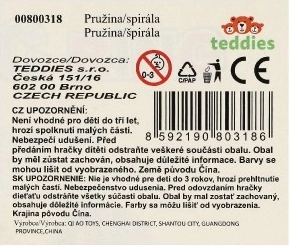 00800318 Pružina/spirála
Pružina/špirála
teddies
Dovozce/Dovozca:
TEDDIES s.r.o.
Česká 151/16
602 00 Brno
CZECH REPUBLIC
0-3
C/PAP
CE
CZ UPOZORNĚNÍ:
Není vhodné pro děti do tří let,
hrozí spolknutí malých částí.
Nebezpečí udušení. Před
8 592190 803186
předáním hračky dítěti odstraňte veškeré součásti obalu. Obal
by měl zůstat zachován, obsahuje důležité informace. Barvy se
mohou lišit od vyobrazeného. Země původu Čína.
SK UPOZORNENIE: Nie je vhodné pre deti do 3 rokov, hrozí prehltnutie
malých častí. Nebezpečenstvo udusenia. Pred odovzdaním hračky
dieťaťu odstráňte všetky súčasti obalu. Obal by mal zostať zachovaný,
obsahuje dôležité informácie. Farby sa môžu líšiť od vyobrazenia.
Krajina pôvodu Čína.
Výrobce/Výrobca: QI AO TOYS, CHENGHAI DISTRICT, SHANTOU CITY, GUANGDONG
PROVINCE,CHINA